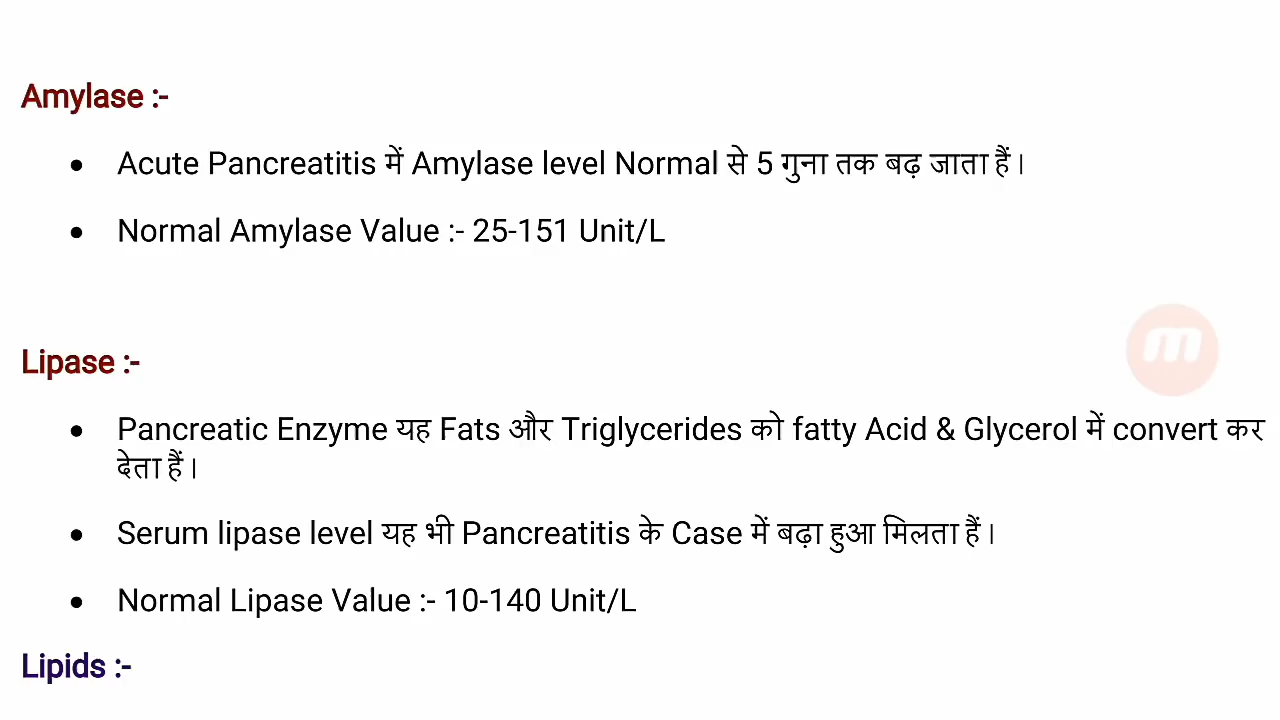 Amylase :-
• Acute Pancreatitis में Amylase level Normal से 5 गुना तक बढ़ जाता हैं।
• Normal Amylase Value :- 25-151 Unit/L
Lipase :-
• Pancreatic Enzyme यह Fats और Triglycerides को fatty Acid & Glycerol में convert कर
देता हैं।
• Serum lipase level यह भी Pancreatitis के Case में बढ़ा हुआ मिलता हैं।
• Normal Lipase Value :- 10-140 Unit/L
Lipids :-